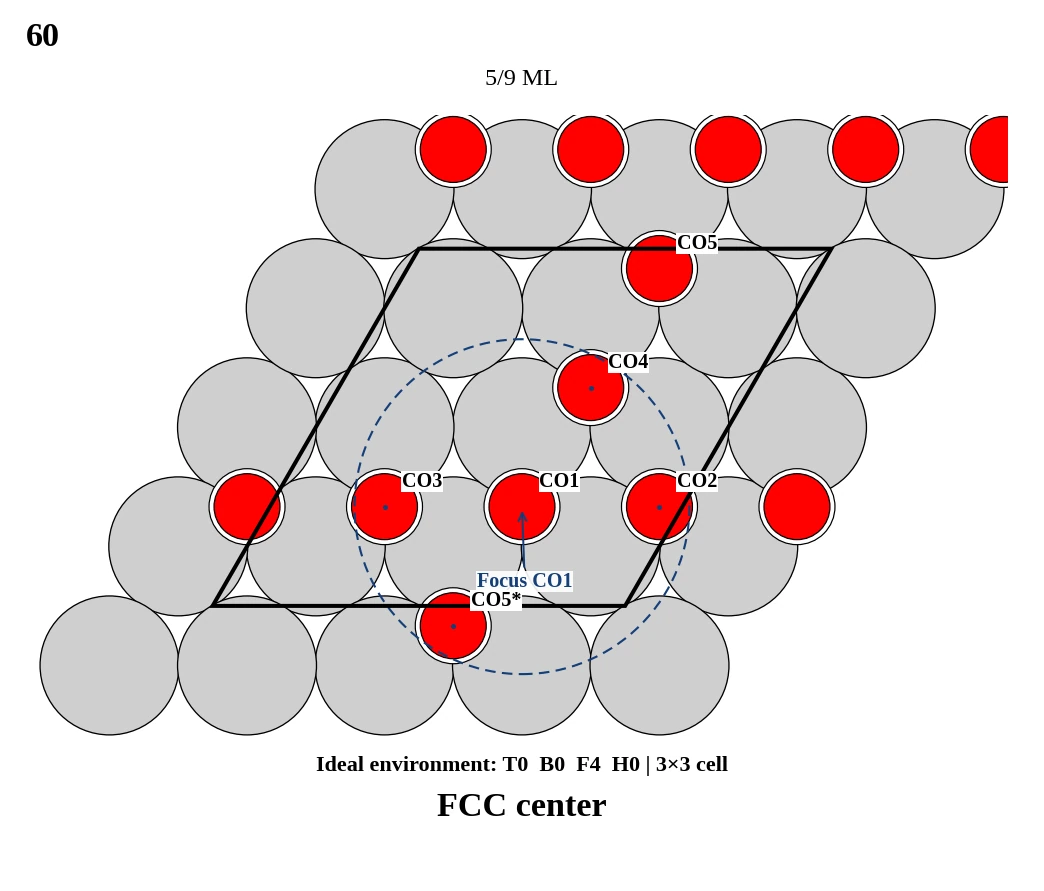 60
5/9 ML
CO5
CO4
CO3 CO1 CO2
Focus CO1
CO5*
Ideal environment: T0 B0 F4 H0 | 3×3 cell
FCC center